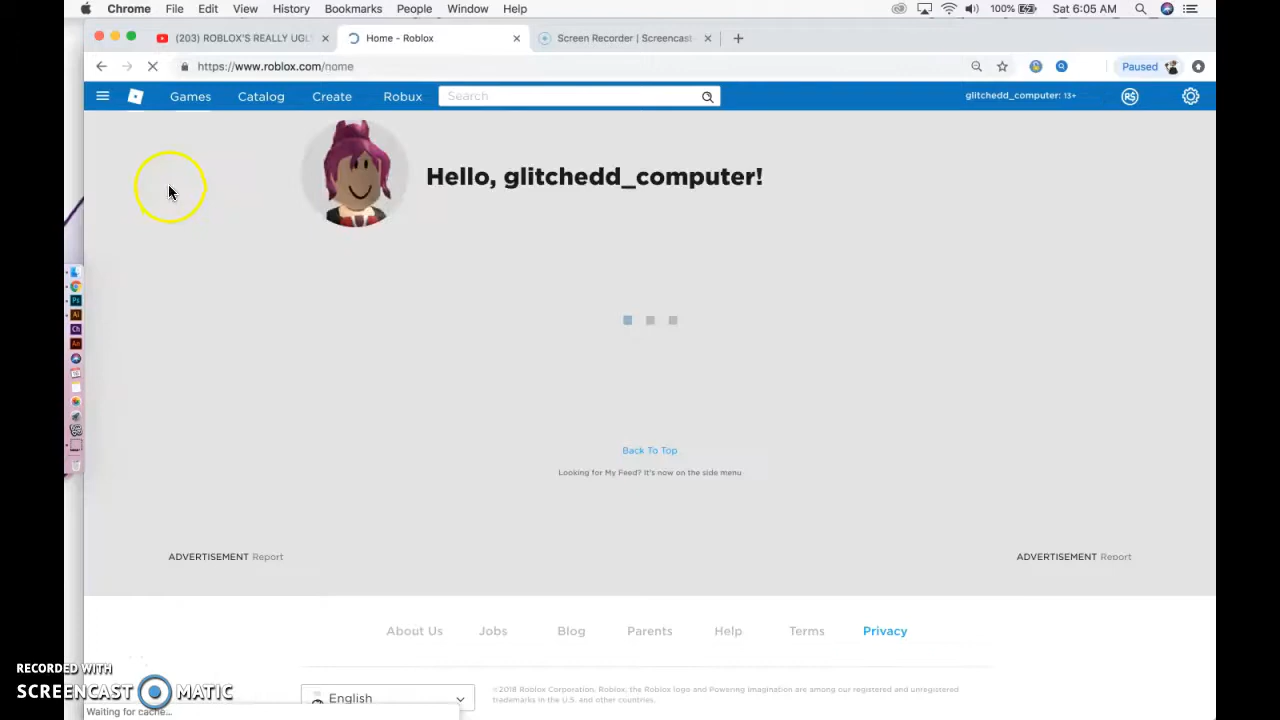 Chrome File Edit View History Bookmarks People Window Help 100% Sat 6:05 AM
(203) ROBLOX'S REALLY UGL Home - Roblox Screen Recorder | Screencast
https://www.roblox.com/nome Paused
Games Catalog Create Robux Search glitchedd_computer: 13+ R$
Hello, glitchedd_computer!
Back To Top
Looking for My Feed? It's now on the side menu
ADVERTISEMENT Report ADVERTISEMENT Report
About Us Jobs Blog Parents Help Terms Privacy
English
©2018 Roblox Corporation. Roblox, the Roblox logo and Powering Imagination are among our registered and unregistered
trademarks in the U.S. and other countries.
Waiting for cache...
RECORDED WITH
SCREENCAST MATIC